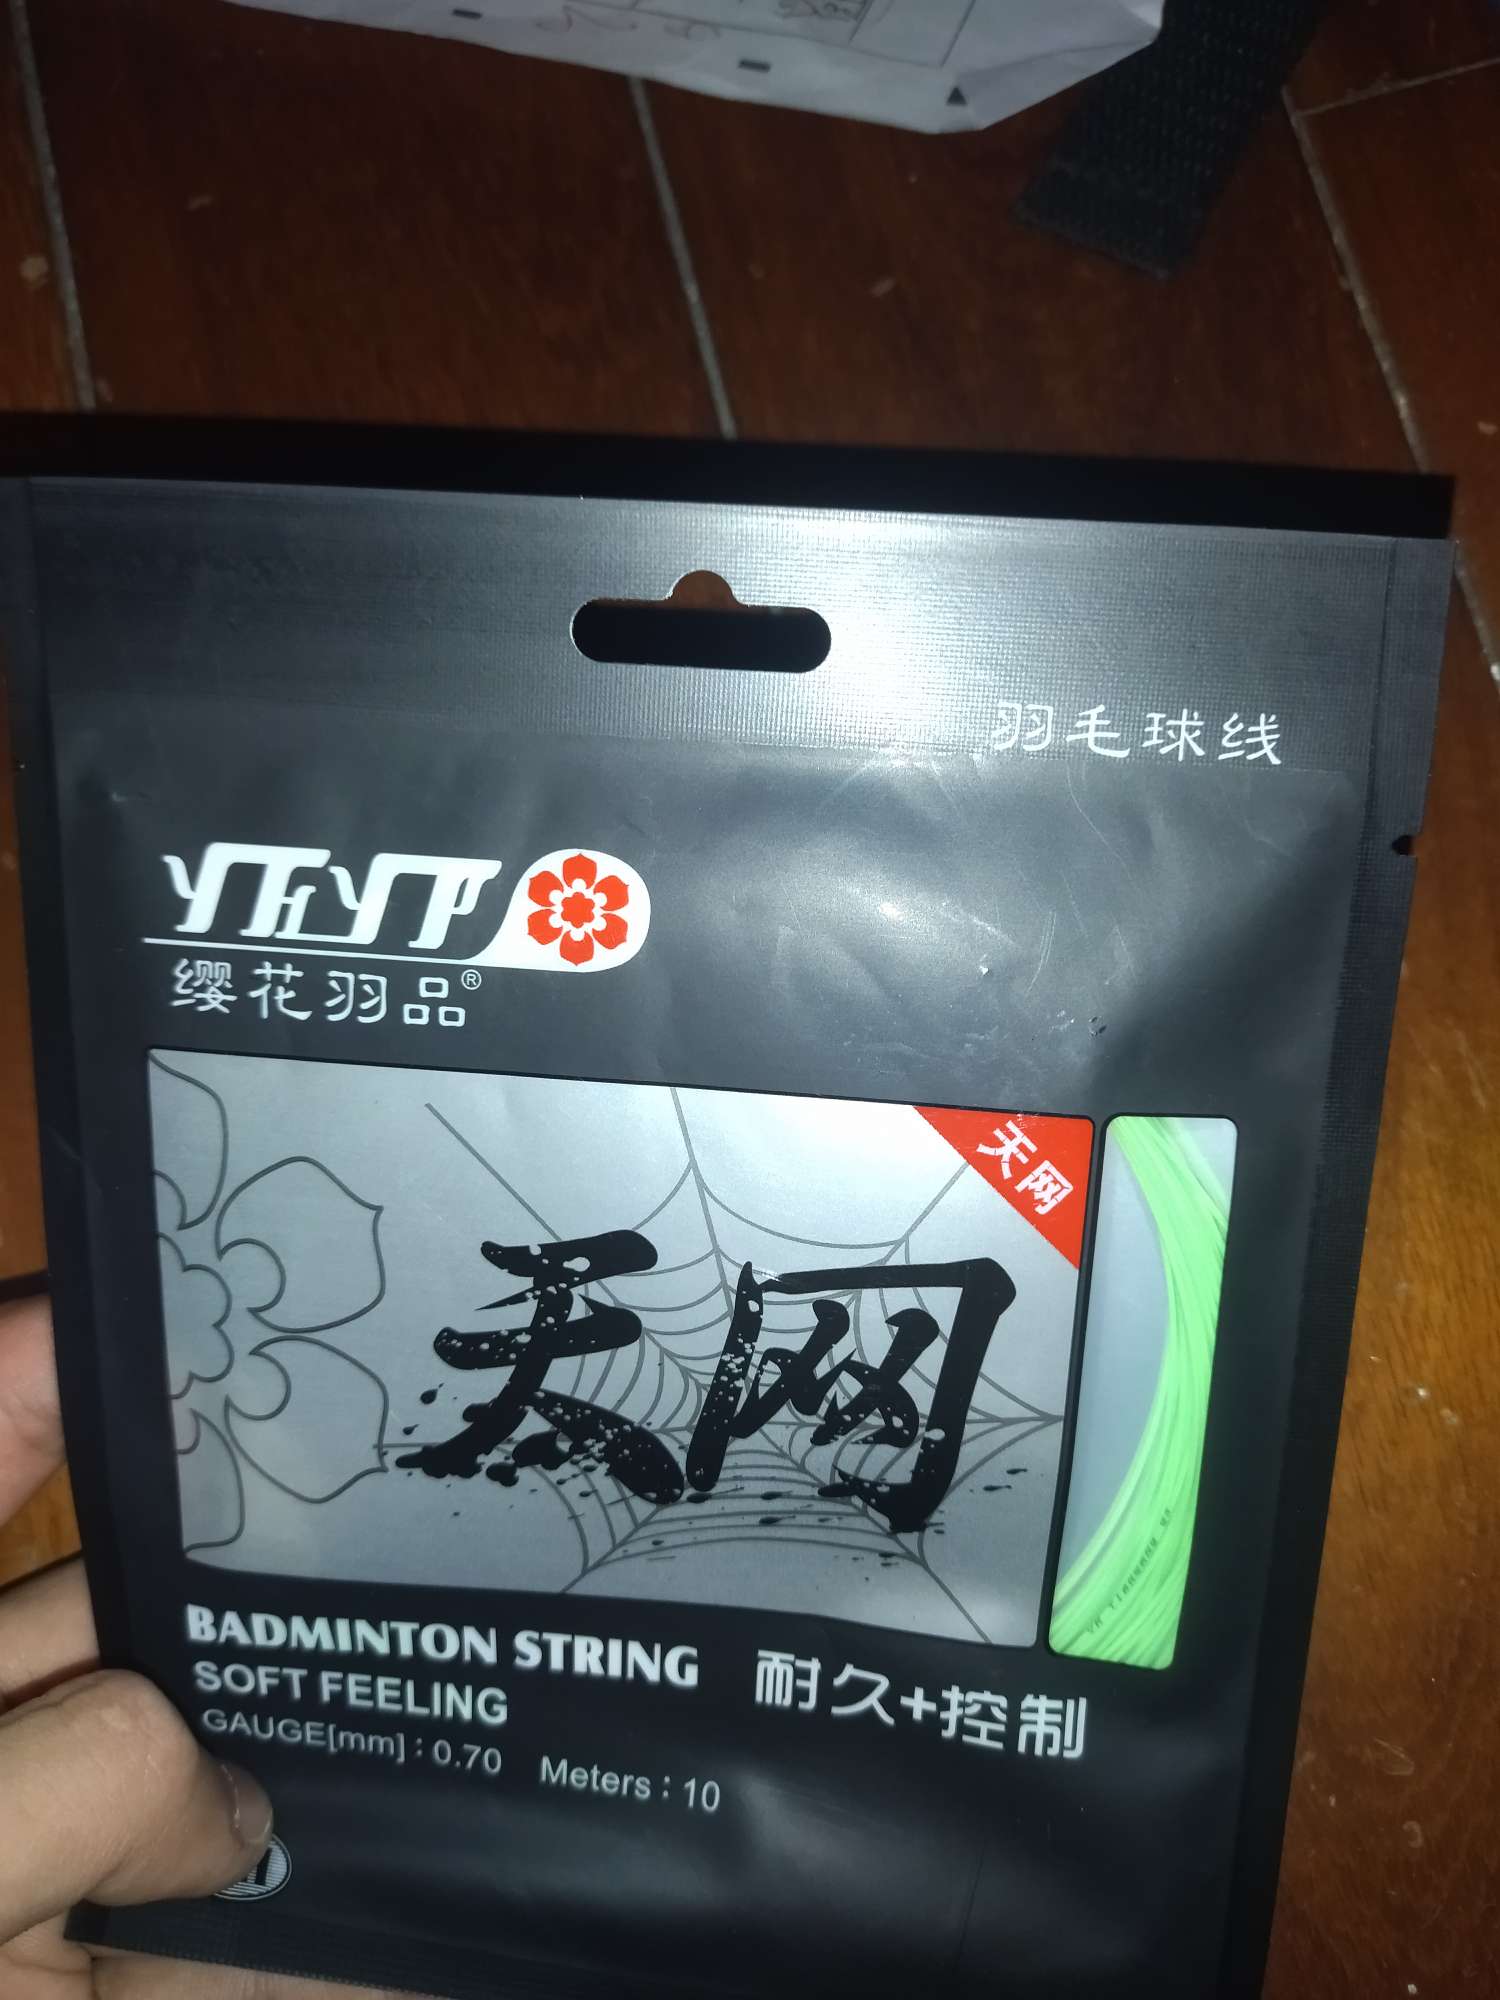 羽毛球线
YHYP
缨花羽品®
天网
天网
BADMINTON STRING
SOFT FEELING
耐久+控制
GAUGE[mm]:0.70 Meters:10